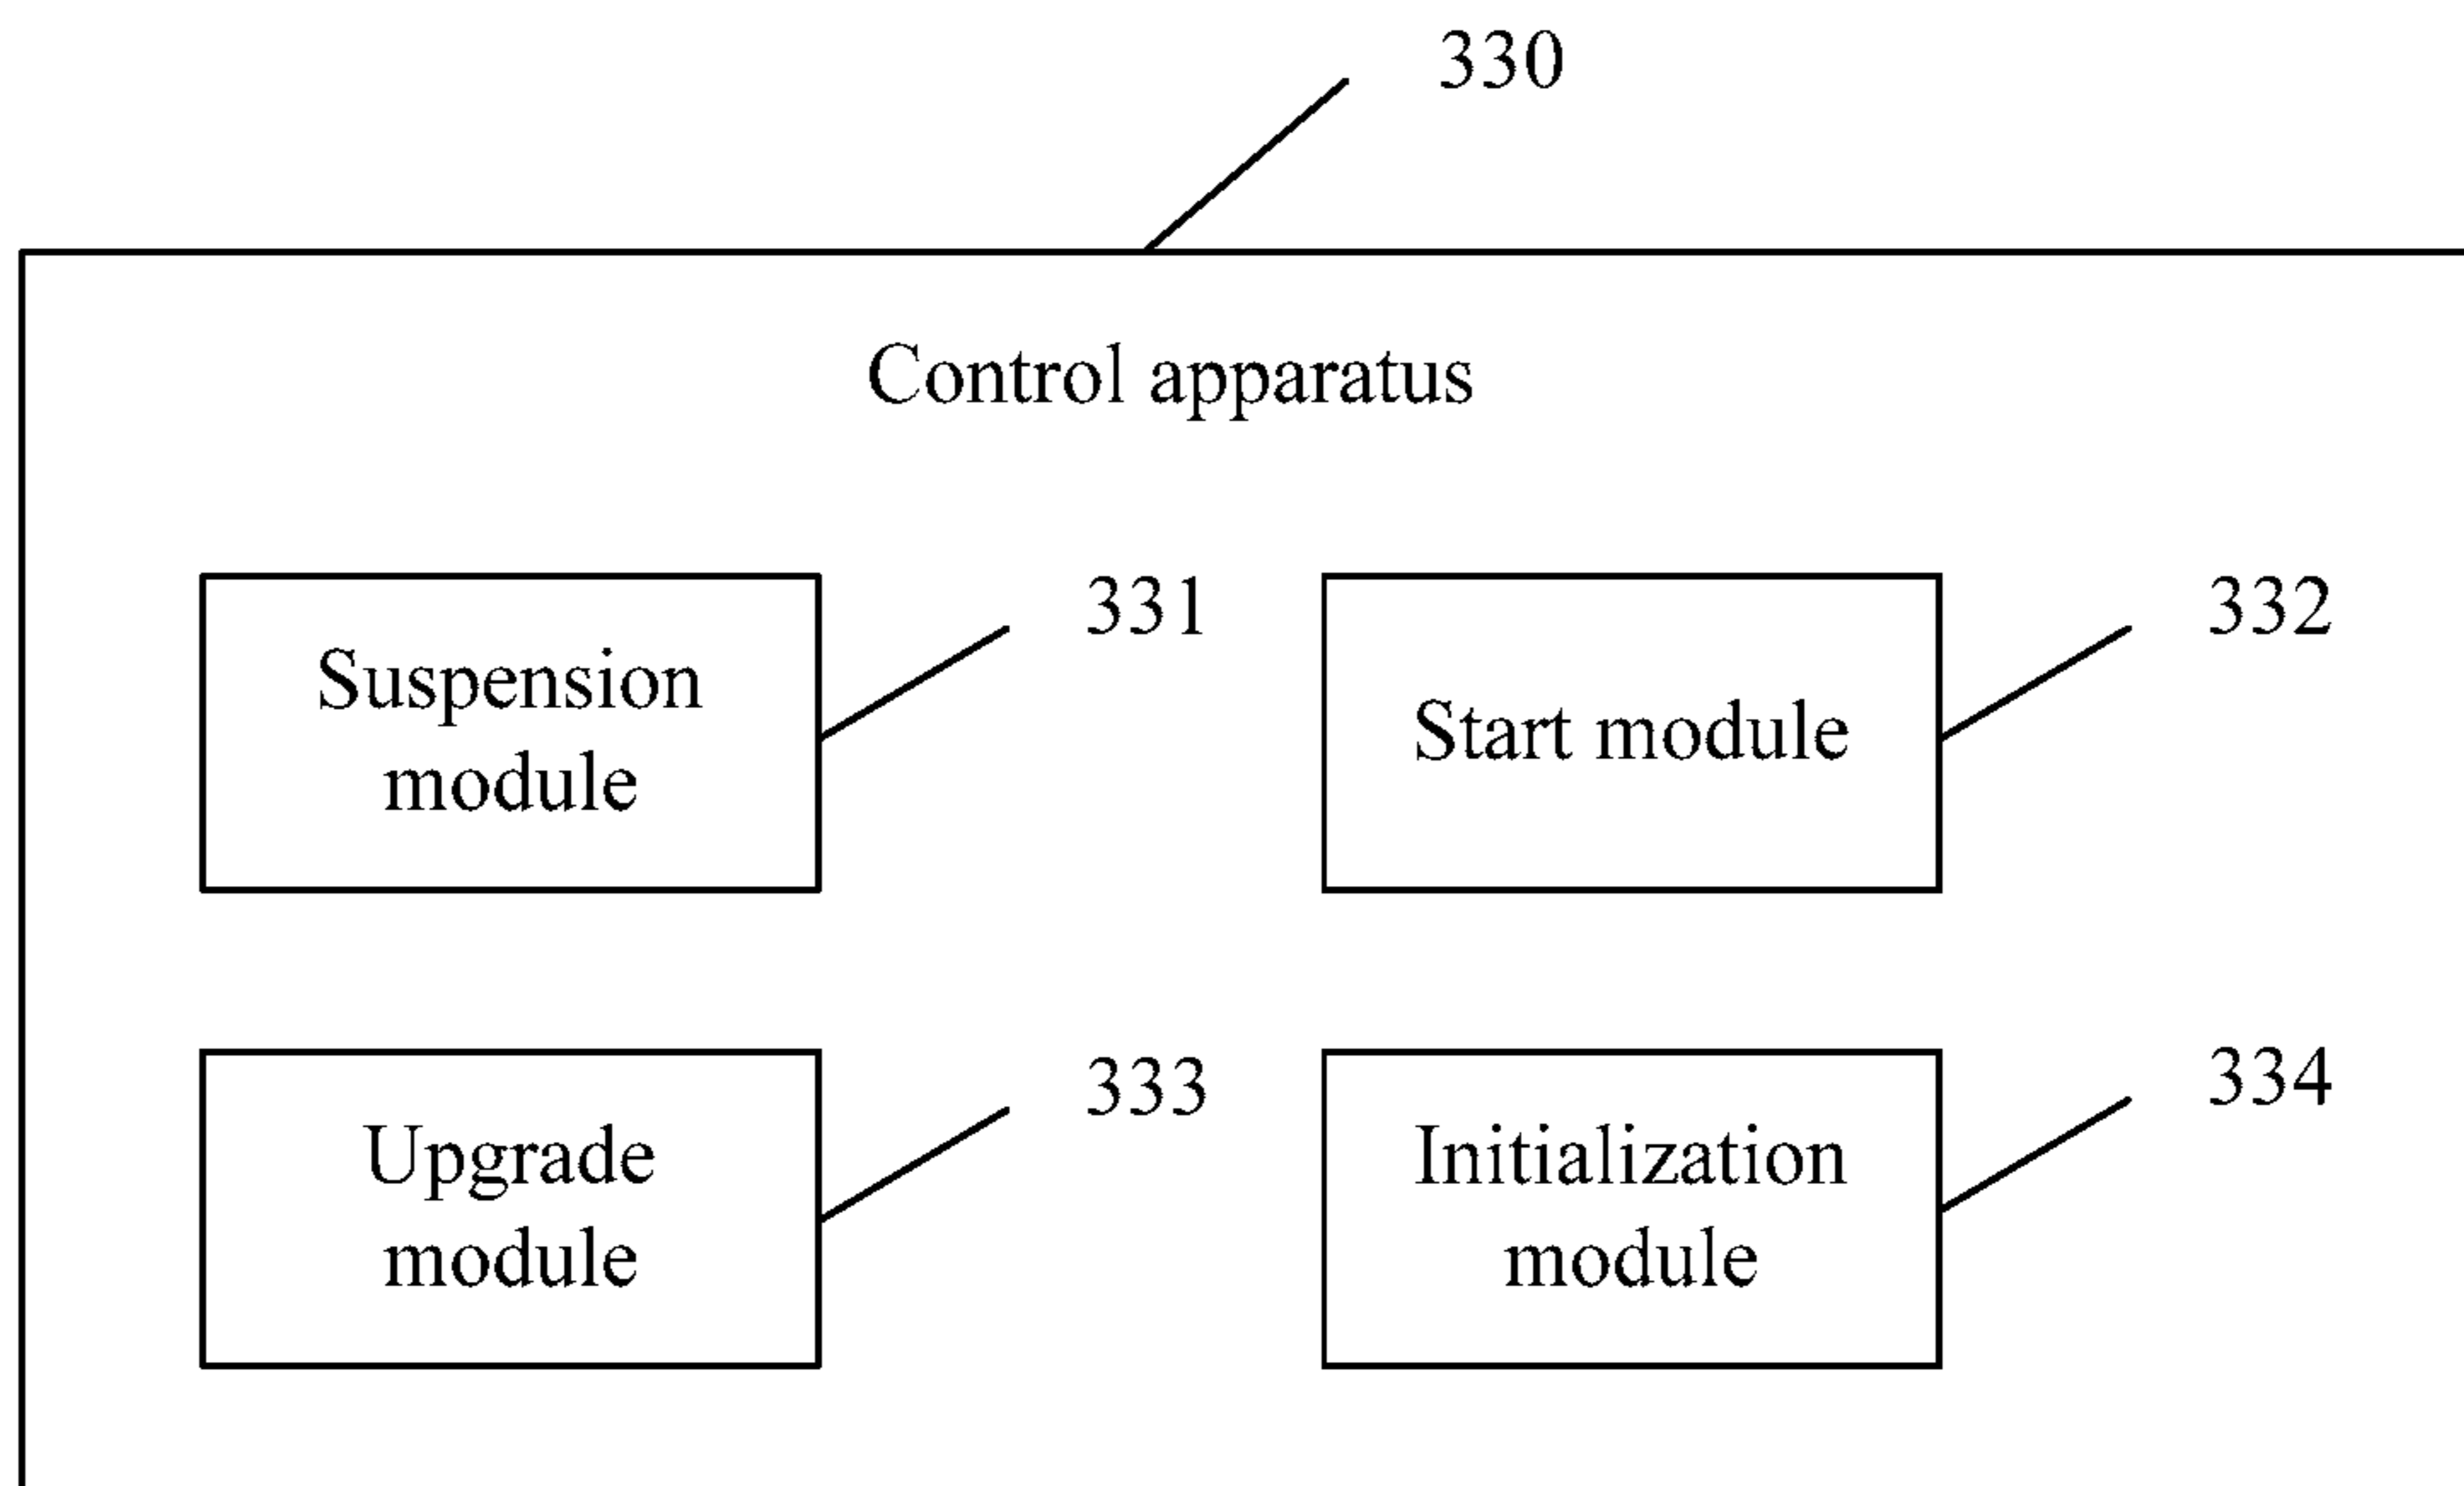 330
Control apparatus
331
332
Suspension
module
Start module
333
334
Upgrade
module
Initialization
module